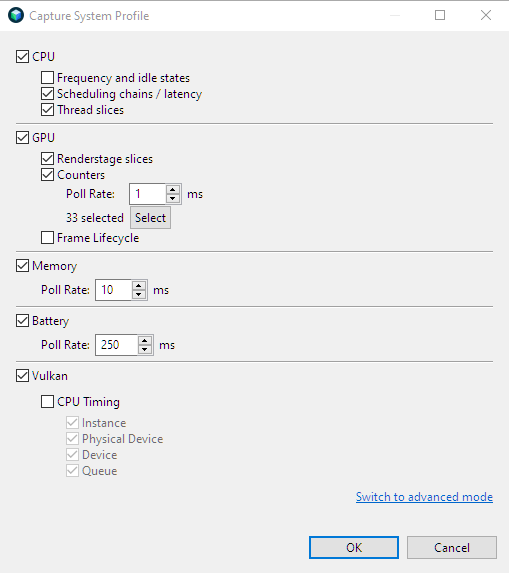 Capture System Profile
CPU
Frequency and idle states
Scheduling chains / latency
Thread slices
GPU
Renderstage slices
Counters
Poll Rate: 1 ms
33 selected Select
Frame Lifecycle
Memory
Poll Rate: 10 ms
Battery
Poll Rate: 250 ms
Vulkan
CPU Timing
Instance
Physical Device
Device
Queue
Switch to advanced mode
OK Cancel